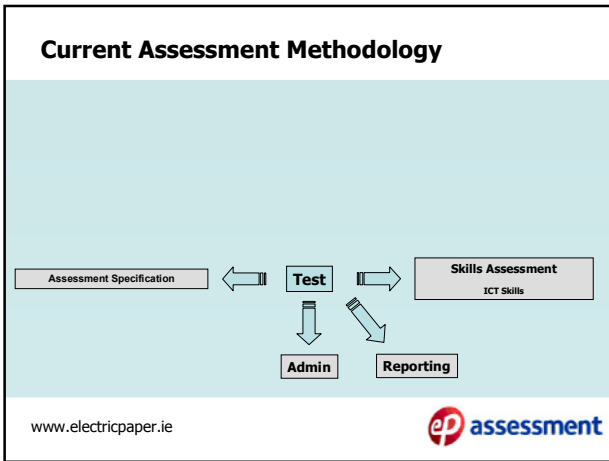 Current Assessment Methodology
Assessment Specification
Test
Skills Assessment
ICT Skills
Admin
Reporting
www.electricpaper.ie
ep assessment